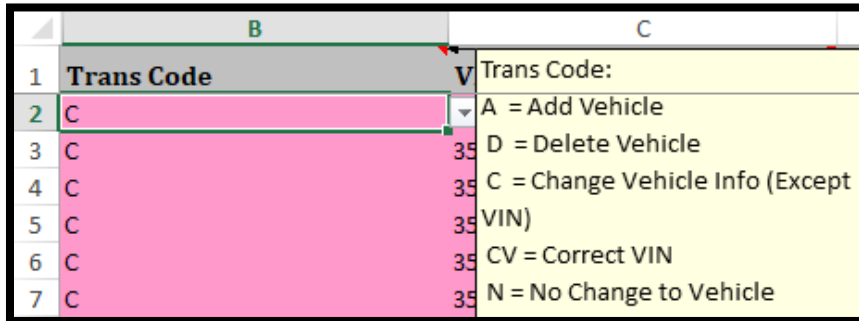 B C
1 Trans Code V Trans Code:
2 C A = Add Vehicle
3 C 35 D = Delete Vehicle
4 C 35 C = Change Vehicle Info (Except
5 C 35 VIN)
6 C 35 CV = Correct VIN
7 C 35 N = No Change to Vehicle